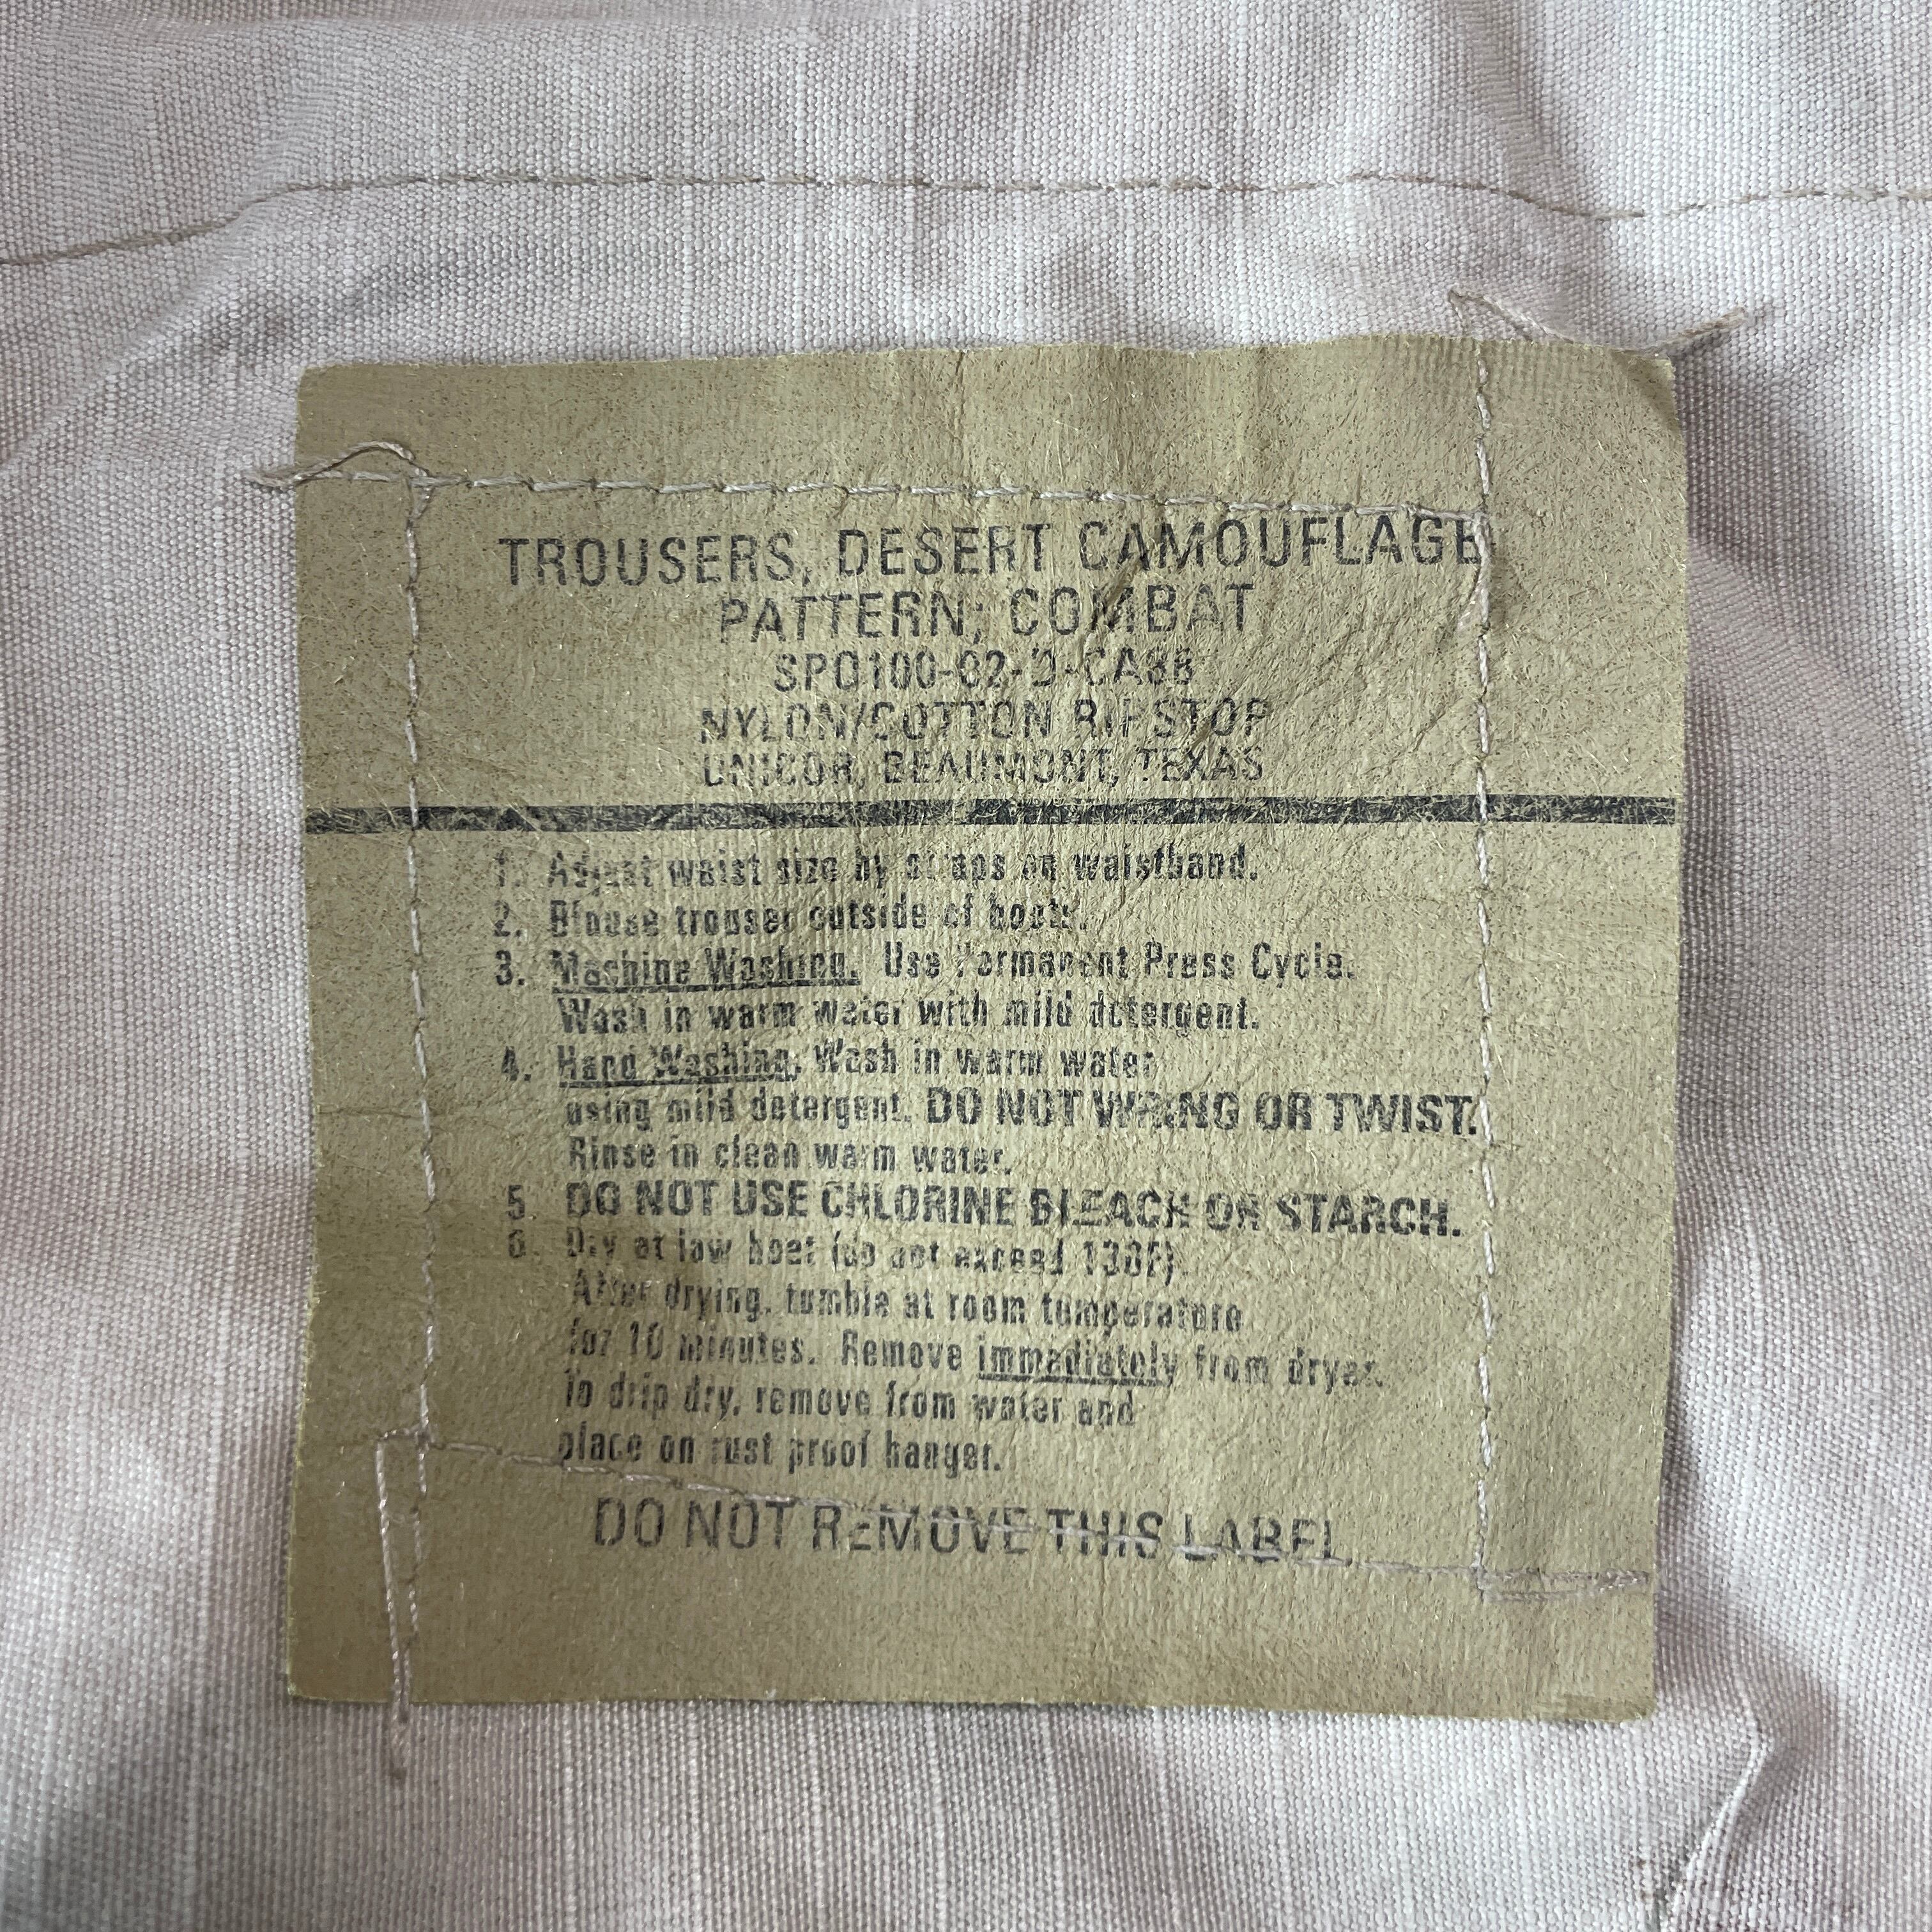 TROUSERS, DESERT CAMOUFLAGE
PATTERN; COMBAT
NYLON/COTTON RIPSTOP
UNICOR, BEAUMONT, TEXAS
1. Adjust waist size by straps on waistband.
2. Blouse trouser outside of boots.
3. Machine Washing. Use Permanent Press Cycle.
Wash in warm water with mild detergent.
4. Hand Washing. Wash in warm water
using mild detergent. DO NOT WRING OR TWIST.
Rinse in clean warm water.
5. DO NOT USE CHLORINE BLEACH OR STARCH.
6. Dry at low heat (do not exceed
After drying, tumble at room temperature
for 10 minutes. Remove immediately from dryer.
To drip dry, remove from water and
place on rust proof hanger.
DO NOT REMOVE THIS LABEL